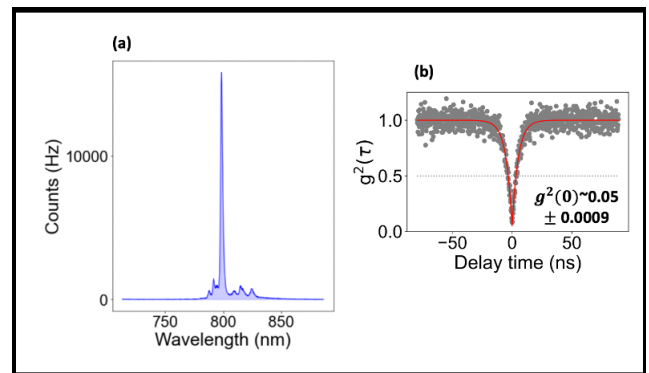 (a)
Counts (Hz)
10000
0
750
800
850
Wavelength (nm)
(b)
g²(τ)
1.0
0.5
0.0
g²(0)~0.05
± 0.0009
−50
0
50
Delay time (ns)